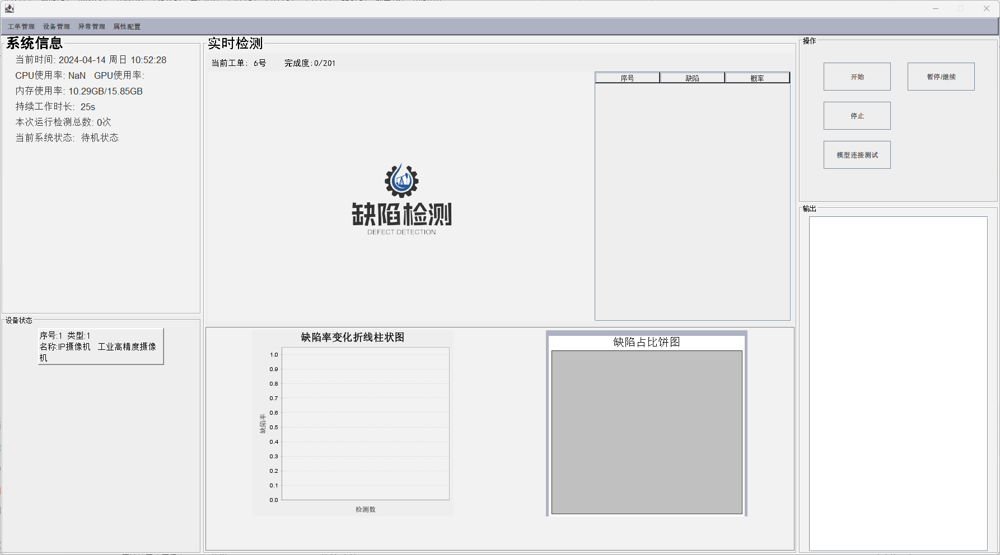 工单管理 设备管理 异常管理 属性配置
系统信息
当前时间: 2024-04-14 周日 10:52:28
CPU使用率: NaN GPU使用率:
内存使用率: 10.29GB/15.85GB
持续工作时长: 25s
本次运行检测总数: 0次
当前系统状态: 待机状态
设备状态
序号:1 类型:1
名称:IP摄像机 工业高精度摄像
机
实时检测
当前工单: 6号 完成度:0/201
缺陷检测
DEFECT DETECTION
序号 缺陷 概率
缺陷率变化折线柱状图
1.0
0.9
0.8
0.7
0.6
0.5
0.4
0.3
0.2
0.1
0.0
缺陷率
检测数
缺陷占比饼图
操作
开始 暂停/继续
停止
模型连接测试
输出